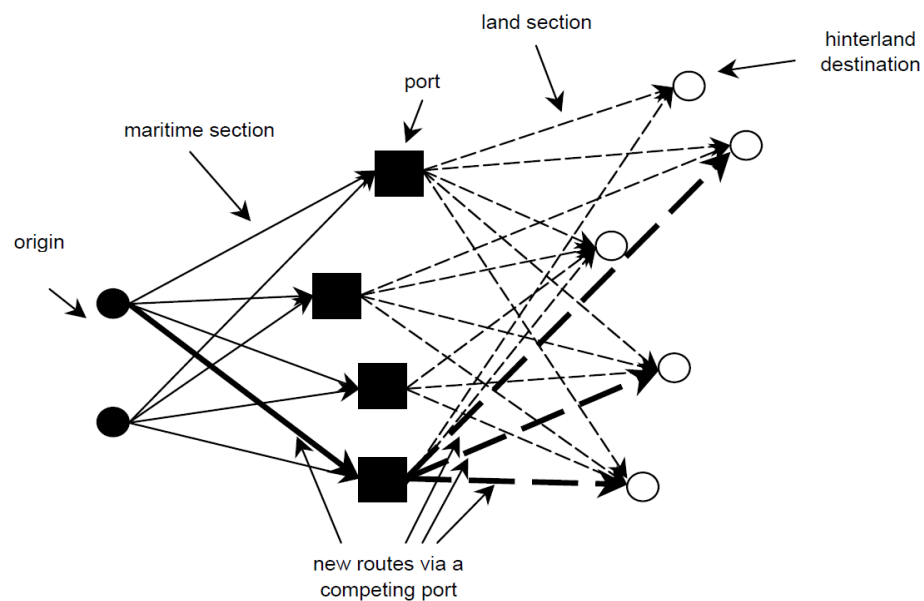 land section
hinterland
destination
port
maritime section
origin
new routes via a
competing port